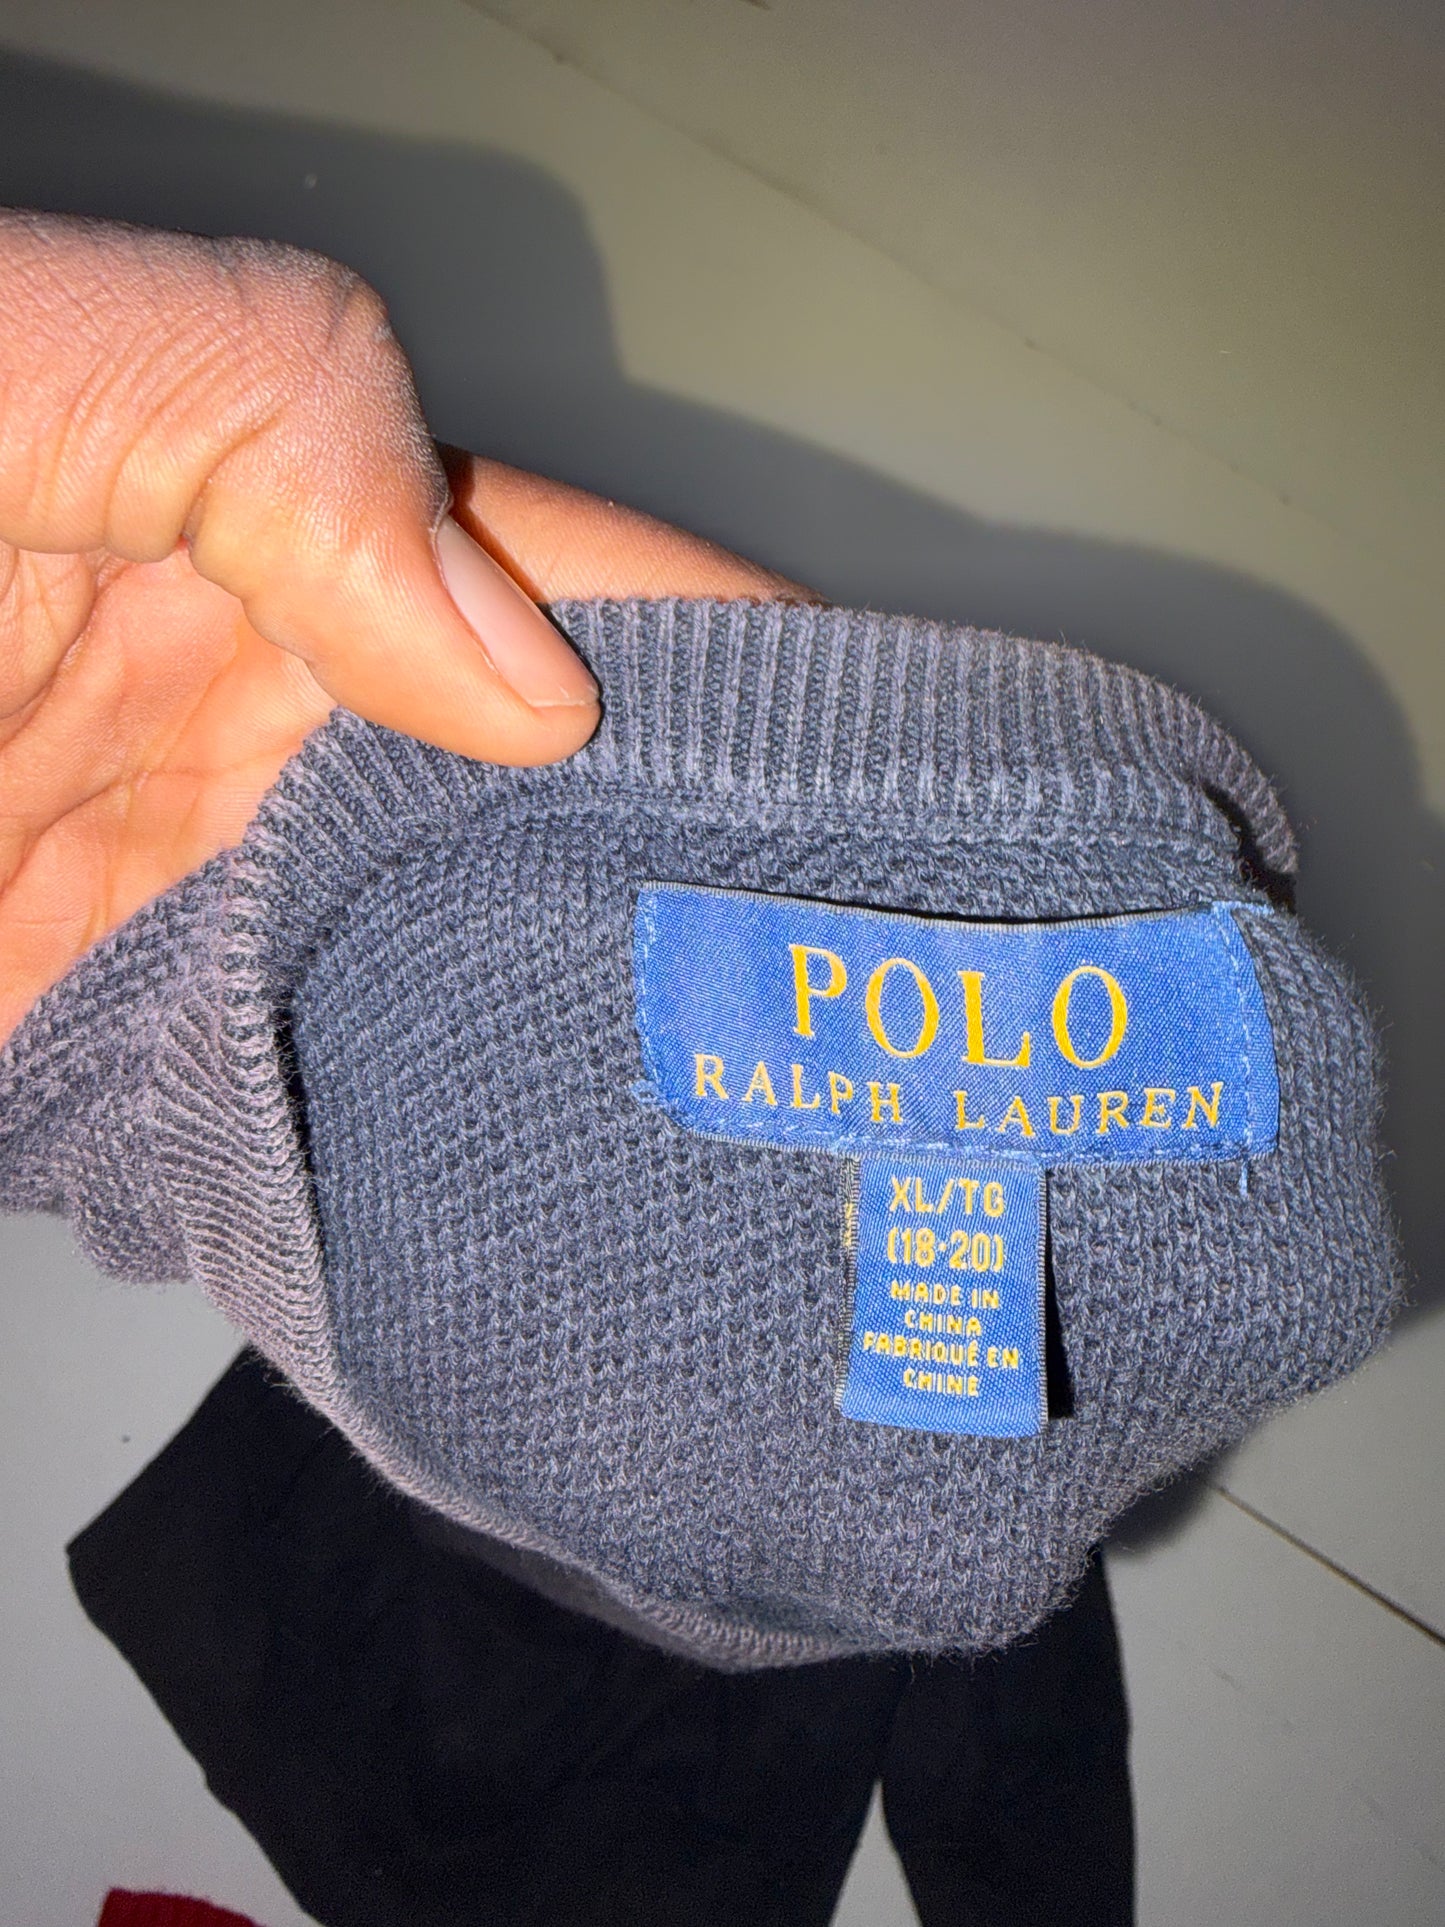 POLO
RALPH LAUREN
XL/TG
(18-20)
MADE IN
CHINA
FABRIQUÉ EN
CHINE